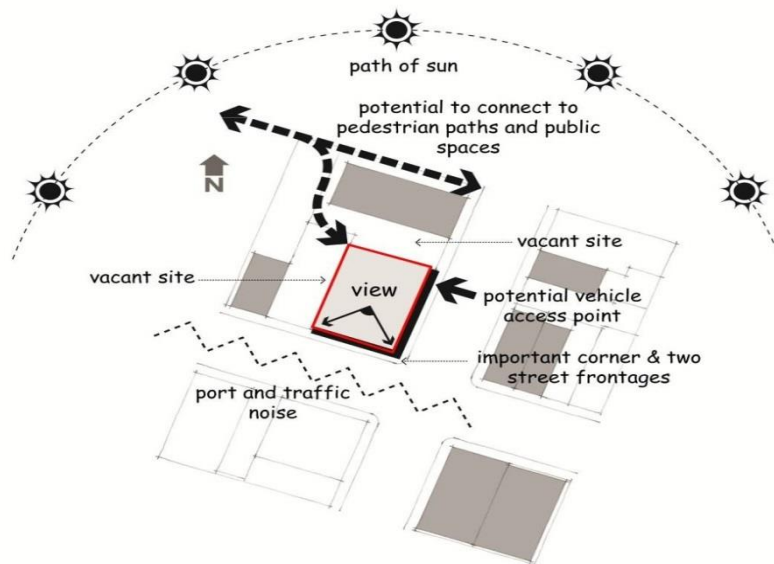 path of sun
potential to connect to
pedestrian paths and public
spaces
N
vacant site
vacant site
view
potential vehicle
access point
important corner & two
street frontages
port and traffic
noise